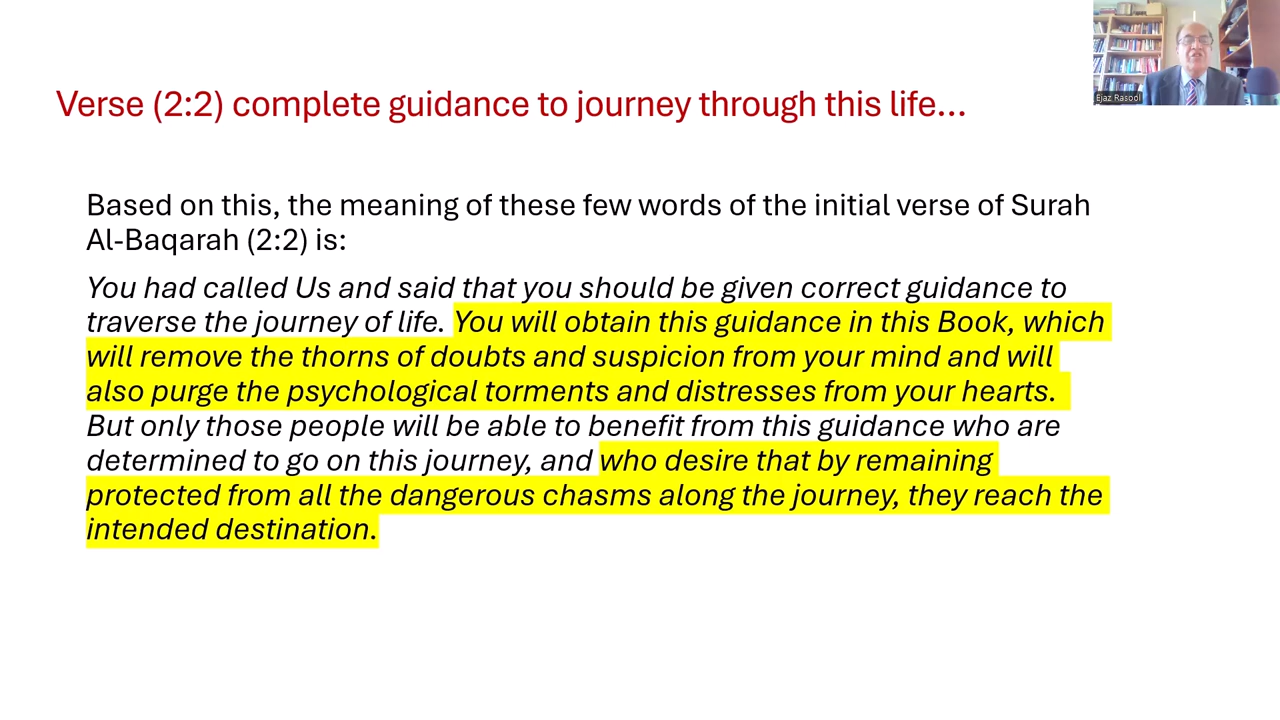 Verse (2:2) complete guidance to journey through this life...
Ejaz Rasool
Based on this, the meaning of these few words of the initial verse of Surah
Al-Baqarah (2:2) is:
You had called Us and said that you should be given correct guidance to
traverse the journey of life. You will obtain this guidance in this Book, which
will remove the thorns of doubts and suspicion from your mind and will
also purge the psychological torments and distresses from your hearts.
But only those people will be able to benefit from this guidance who are
determined to go on this journey, and who desire that by remaining
protected from all the dangerous chasms along the journey, they reach the
intended destination.